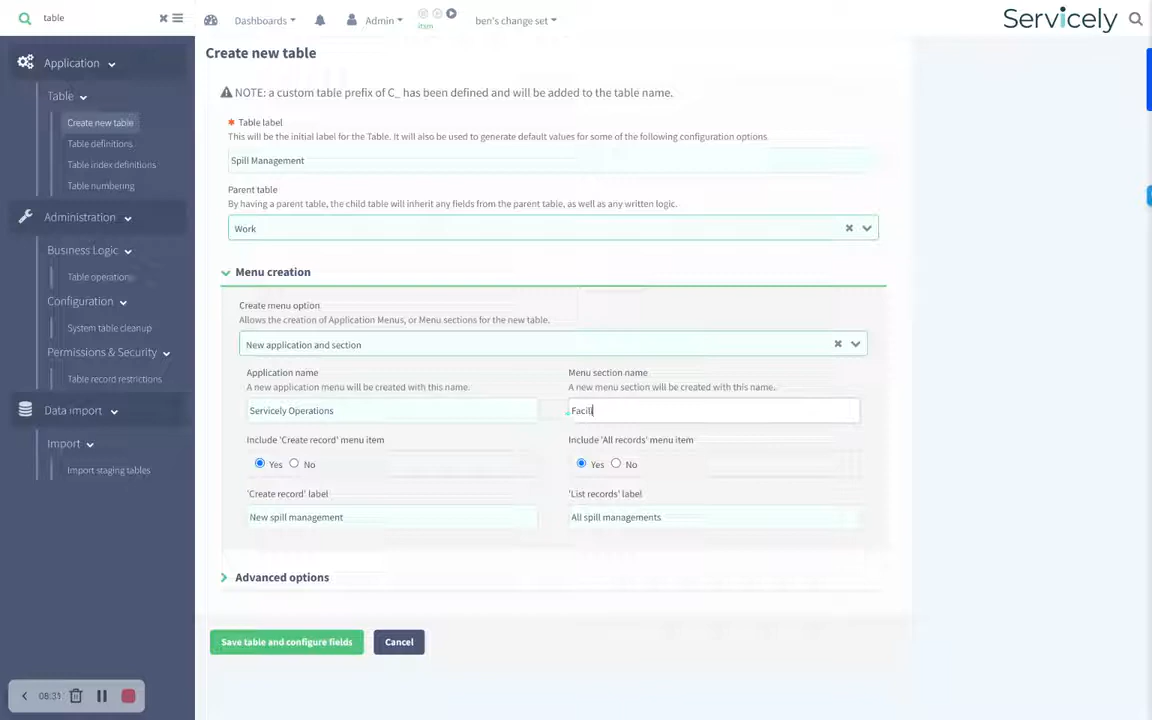 table
Dashboards
Admin
itsm
ben's change set
Servicely
Application
Table
Create new table
Table definitions
Table index definitions
Table numbering
Administration
Business Logic
Table operations
Configuration
System table cleanup
Permissions & Security
Table record restrictions
Data import
Import
Import staging tables
08:31
Create new table
NOTE: a custom table prefix of C_ has been defined and will be added to the table name.
* Table label
This will be the initial label for the Table. It will also be used to generate default values for some of the following configuration options.
Spill Management
Parent table
By having a parent table, the child table will inherit any fields from the parent table, as well as any written logic.
Work
Menu creation
Create menu option
Allows the creation of Application Menus, or Menu sections for the new table.
New application and section
Application name
A new application menu will be created with this name.
Servicely Operations
Menu section name
A new menu section will be created with this name.
Facili
Include 'Create record' menu item
Yes No
Include 'All records' menu item
Yes No
'Create record' label
New spill management
'List records' label
All spill managements
Advanced options
Save table and configure fields
Cancel